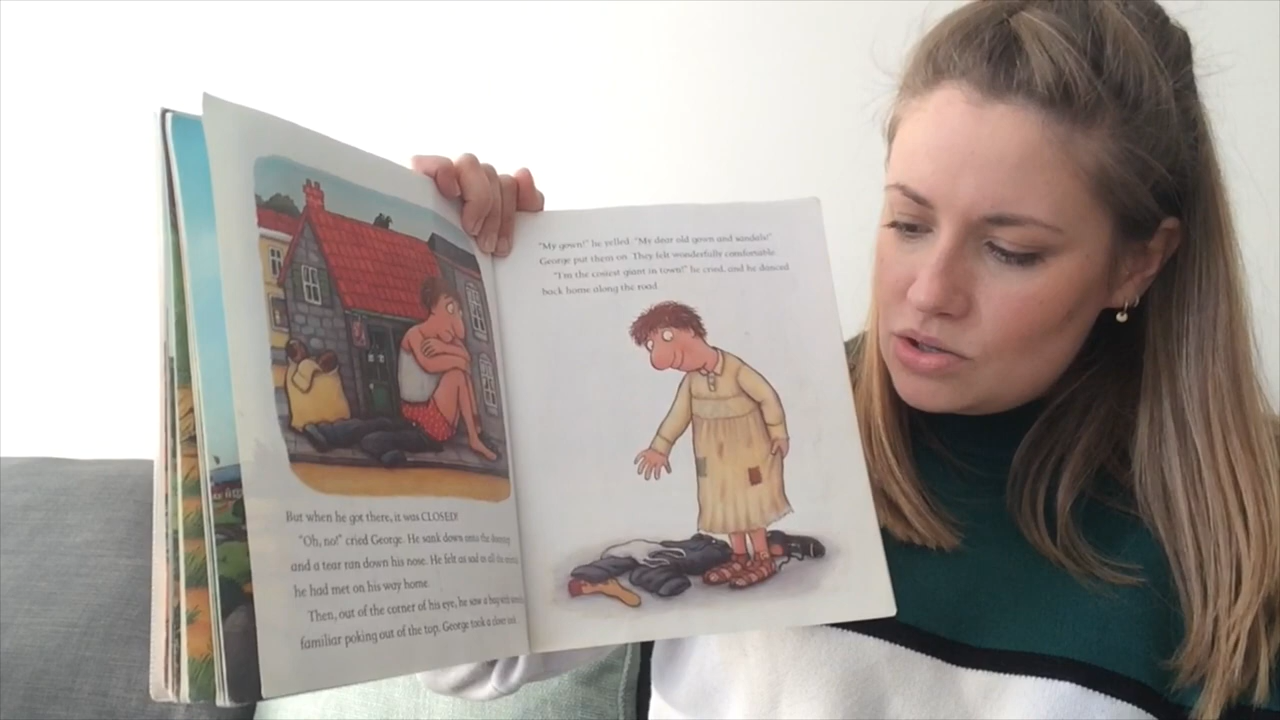 But when he got there, it was CLOSED!
"Oh, no!" cried George. He sank down onto the
and a tear ran down his nose. He felt as sad as all the
he had met on his way home.
Then, out of the corner of his eye, he saw a bag with
familiar poking out of the top. George took a closer
"My gown!" he yelled. "My dear old gown and sandals!"
George put them on. They felt wonderfully comfortable.
"I'm the cosiest giant in town!" he cried, and he danced
back home along the road.